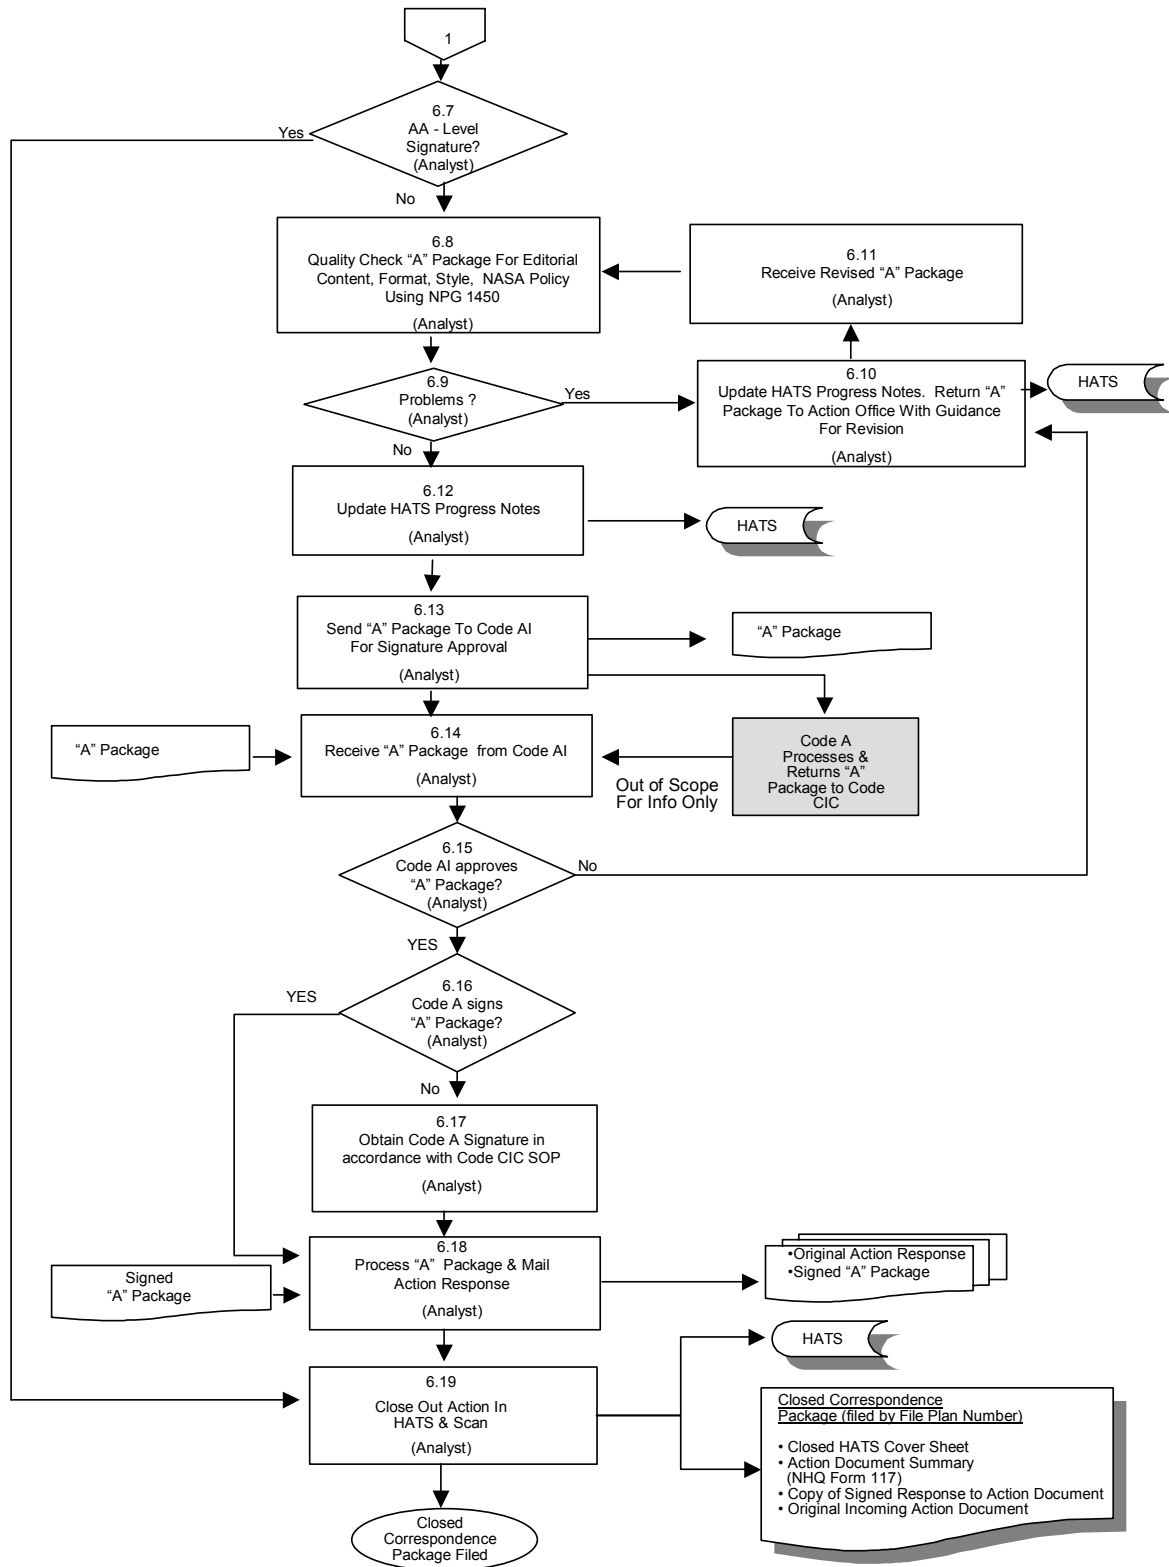 1
6.7
AA - Level
Signature?
(Analyst)
Yes
No
6.8
Quality Check “A” Package For Editorial
Content, Format, Style, NASA Policy
Using NPG 1450
(Analyst)
6.11
Receive Revised “A” Package
(Analyst)
6.9
Problems ?
(Analyst)
Yes
No
6.10
Update HATS Progress Notes. Return “A”
Package To Action Office With Guidance
For Revision
(Analyst)
HATS
6.12
Update HATS Progress Notes
(Analyst)
HATS
6.13
Send “A” Package To Code AI
For Signature Approval
(Analyst)
“A” Package
“A” Package
6.14
Receive “A” Package from Code AI
(Analyst)
Code A
Processes &
Returns “A”
Package to Code
CIC
Out of Scope
For Info Only
6.15
Code AI approves
“A” Package?
(Analyst)
No
YES
6.16
Code A signs
“A” Package?
(Analyst)
YES
No
6.17
Obtain Code A Signature in
accordance with Code CIC SOP
(Analyst)
6.18
Process “A” Package & Mail
Action Response
(Analyst)
Signed
“A” Package
•Original Action Response
•Signed “A” Package
6.19
Close Out Action In
HATS & Scan
(Analyst)
HATS
Closed Correspondence
Package (filed by File Plan Number)
• Closed HATS Cover Sheet
• Action Document Summary
(NHQ Form 117)
• Copy of Signed Response to Action Document
• Original Incoming Action Document
Closed
Correspondence
Package Filed